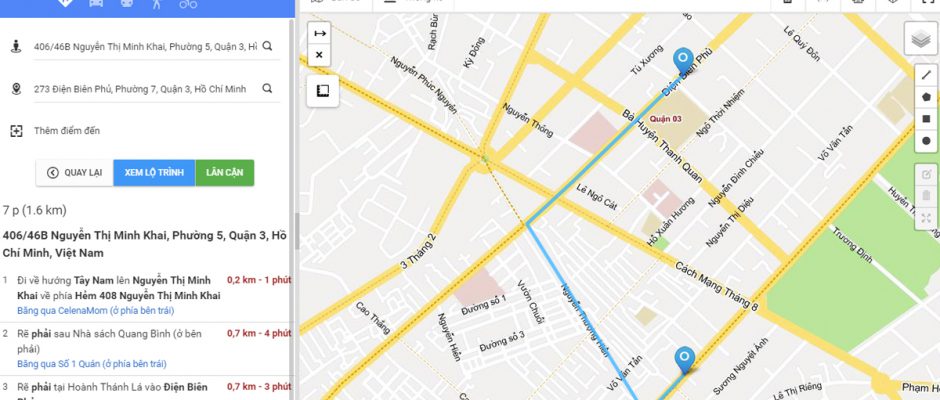 406/46B Nguyễn Thị Minh Khai, Phường 5, Quận 3, Hồ
273 Điện Biên Phủ, Phường 7, Quận 3, Hồ Chí Minh
Thêm điểm đến
QUAY LẠI
XEM LỘ TRÌNH
LÂN CẬN
7 p (1.6 km)
406/46B Nguyễn Thị Minh Khai, Phường 5, Quận 3, Hồ
Chí Minh, Việt Nam
1 Đi về hướng Tây Nam lên Nguyễn Thị Minh 0,2 km - 1 phút
Khai về phía Hẻm 408 Nguyễn Thị Minh Khai
Băng qua CelenaMom (ở phía bên trái)
2 Rẽ phải sau Nhà sách Quang Bình (ở bên 0,7 km - 4 phút
phải)
Băng qua Số 1 Quán (ở phía bên trái)
3 Rẽ phải tại Hoành Thánh Lá vào Điện Biên 0,7 km - 3 phút
Rạch Bùng
Kỳ Đồng
Tú Xương
Điện Biên Phủ
Lê Quý Đôn
Nguyễn Phúc Nguyên
Nguyễn Thông
Quận 03
Bà Huyện Thanh Quan
Ngô Thời Nhiệm
Võ Văn Tần
Lê Ngô Cát
Nguyễn Đình Chiểu
Nguyễn Thị Diệu
Hồ Xuân Hương
Huyền
Trương Định
3 Tháng 2
Cách Mạng Tháng 8
Cao Thắng
Đường số 1
Vườn Chuối
Nguyễn Thượng Hiền
Nguyễn Hiền
Đường số 3
Võ Văn Tần
Sương Nguyệt Ánh
Lê Thị Riêng
Phạm H